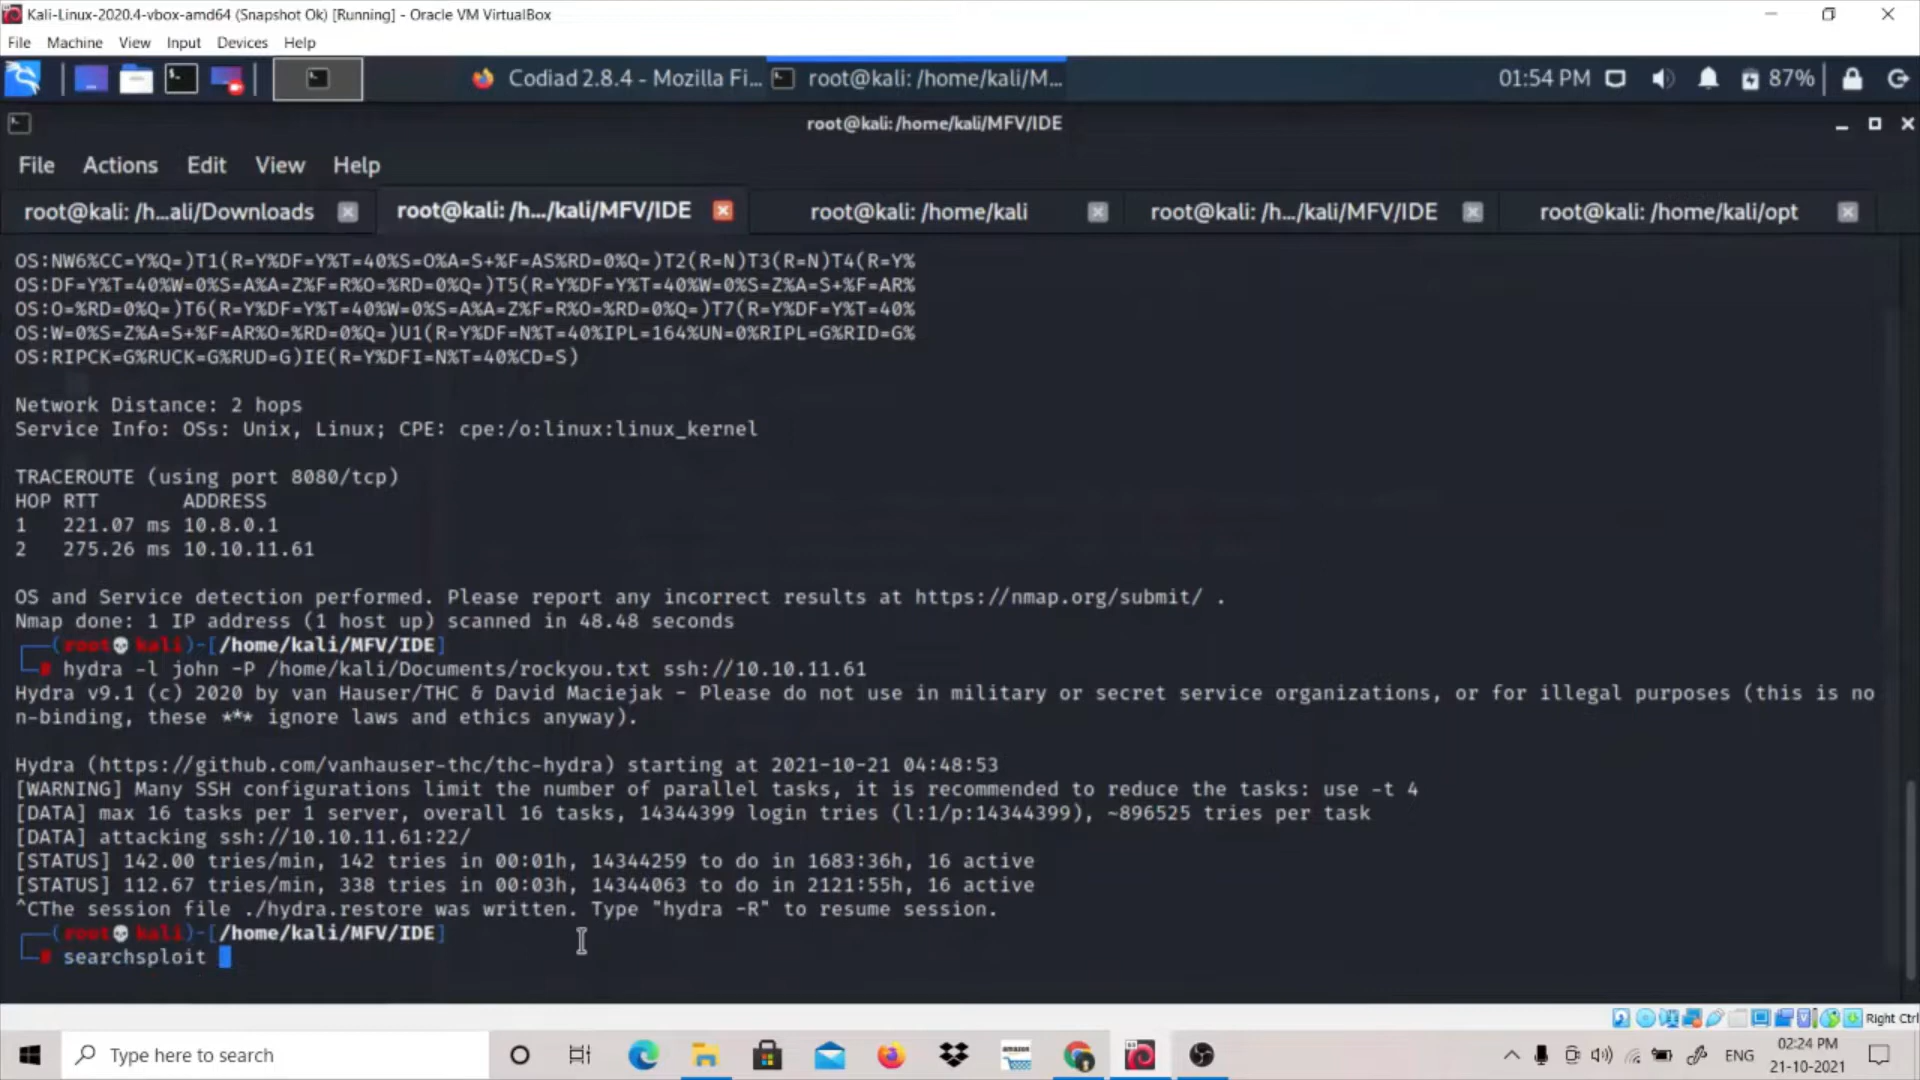 Kali-Linux-2020.4-vbox-amd64 (Snapshot Ok) [Running] - Oracle VM VirtualBox
File Machine View Input Devices Help
Codiad 2.8.4 - Mozilla Fi... root@kali: /home/kali/M... 01:54 PM 87%
root@kali:/home/kali/MFV/IDE
File Actions Edit View Help
root@kali: /h...ali/Downloads root@kali: /h.../kali/MFV/IDE root@kali: /home/kali root@kali: /h.../kali/MFV/IDE root@kali: /home/kali/opt
OS:NW6%CC=Y%Q=)T1(R=Y%DF=Y%T=40%S=O%A=S+%F=AS%RD=0%Q=)T2(R=N)T3(R=N)T4(R=Y%
OS:DF=Y%T=40%W=0%S=A%A=Z%F=R%O=%RD=0%Q=)T5(R=Y%DF=Y%T=40%W=0%S=Z%A=S+%F=AR%
OS:O=%RD=0%Q=)T6(R=Y%DF=Y%T=40%W=0%S=A%A=Z%F=R%O=%RD=0%Q=)T7(R=Y%DF=Y%T=40%
OS:W=0%S=Z%A=S+%F=AR%O=%RD=0%Q=)U1(R=Y%DF=N%T=40%IPL=164%UN=0%RIPL=G%RID=G%
OS:RIPCK=G%RUCK=G%RUD=G)IE(R=Y%DFI=N%T=40%CD=S)
Network Distance: 2 hops
Service Info: OSs: Unix, Linux; CPE: cpe:/o:linux:linux_kernel
TRACEROUTE (using port 8080/tcp)
HOP RTT ADDRESS
1 221.07 ms 10.8.0.1
2 275.26 ms 10.10.11.61
OS and Service detection performed. Please report any incorrect results at https://nmap.org/submit/ .
Nmap done: 1 IP address (1 host up) scanned in 48.48 seconds
(root💀kali)-[/home/kali/MFV/IDE]
# hydra -l john -P /home/kali/Documents/rockyou.txt ssh://10.10.11.61
Hydra v9.1 (c) 2020 by van Hauser/THC & David Maciejak - Please do not use in military or secret service organizations, or for illegal purposes (this is no
n-binding, these *** ignore laws and ethics anyway).
Hydra (https://github.com/vanhauser-thc/thc-hydra) starting at 2021-10-21 04:48:53
[WARNING] Many SSH configurations limit the number of parallel tasks, it is recommended to reduce the tasks: use -t 4
[DATA] max 16 tasks per 1 server, overall 16 tasks, 14344399 login tries (l:1/p:14344399), ~896525 tries per task
[DATA] attacking ssh://10.10.11.61:22/
[STATUS] 142.00 tries/min, 142 tries in 00:01h, 14344259 to do in 1683:36h, 16 active
[STATUS] 112.67 tries/min, 338 tries in 00:03h, 14344063 to do in 2121:55h, 16 active
^CThe session file ./hydra.restore was written. Type "hydra -R" to resume session.
(root💀kali)-[/home/kali/MFV/IDE]
# searchsploit
Right Ctrl
Type here to search amazon ENG 02:24 PM
21-10-2021